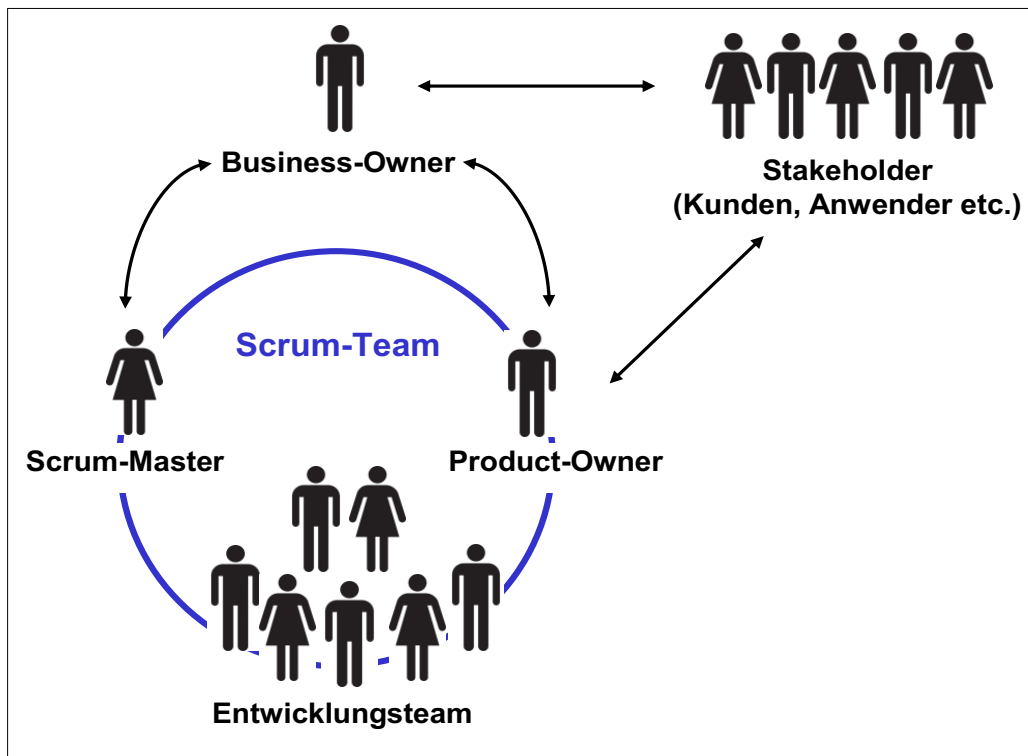 Business-Owner
Stakeholder
(Kunden, Anwender etc.)
Scrum-Team
Scrum-Master
Product-Owner
Entwicklungsteam